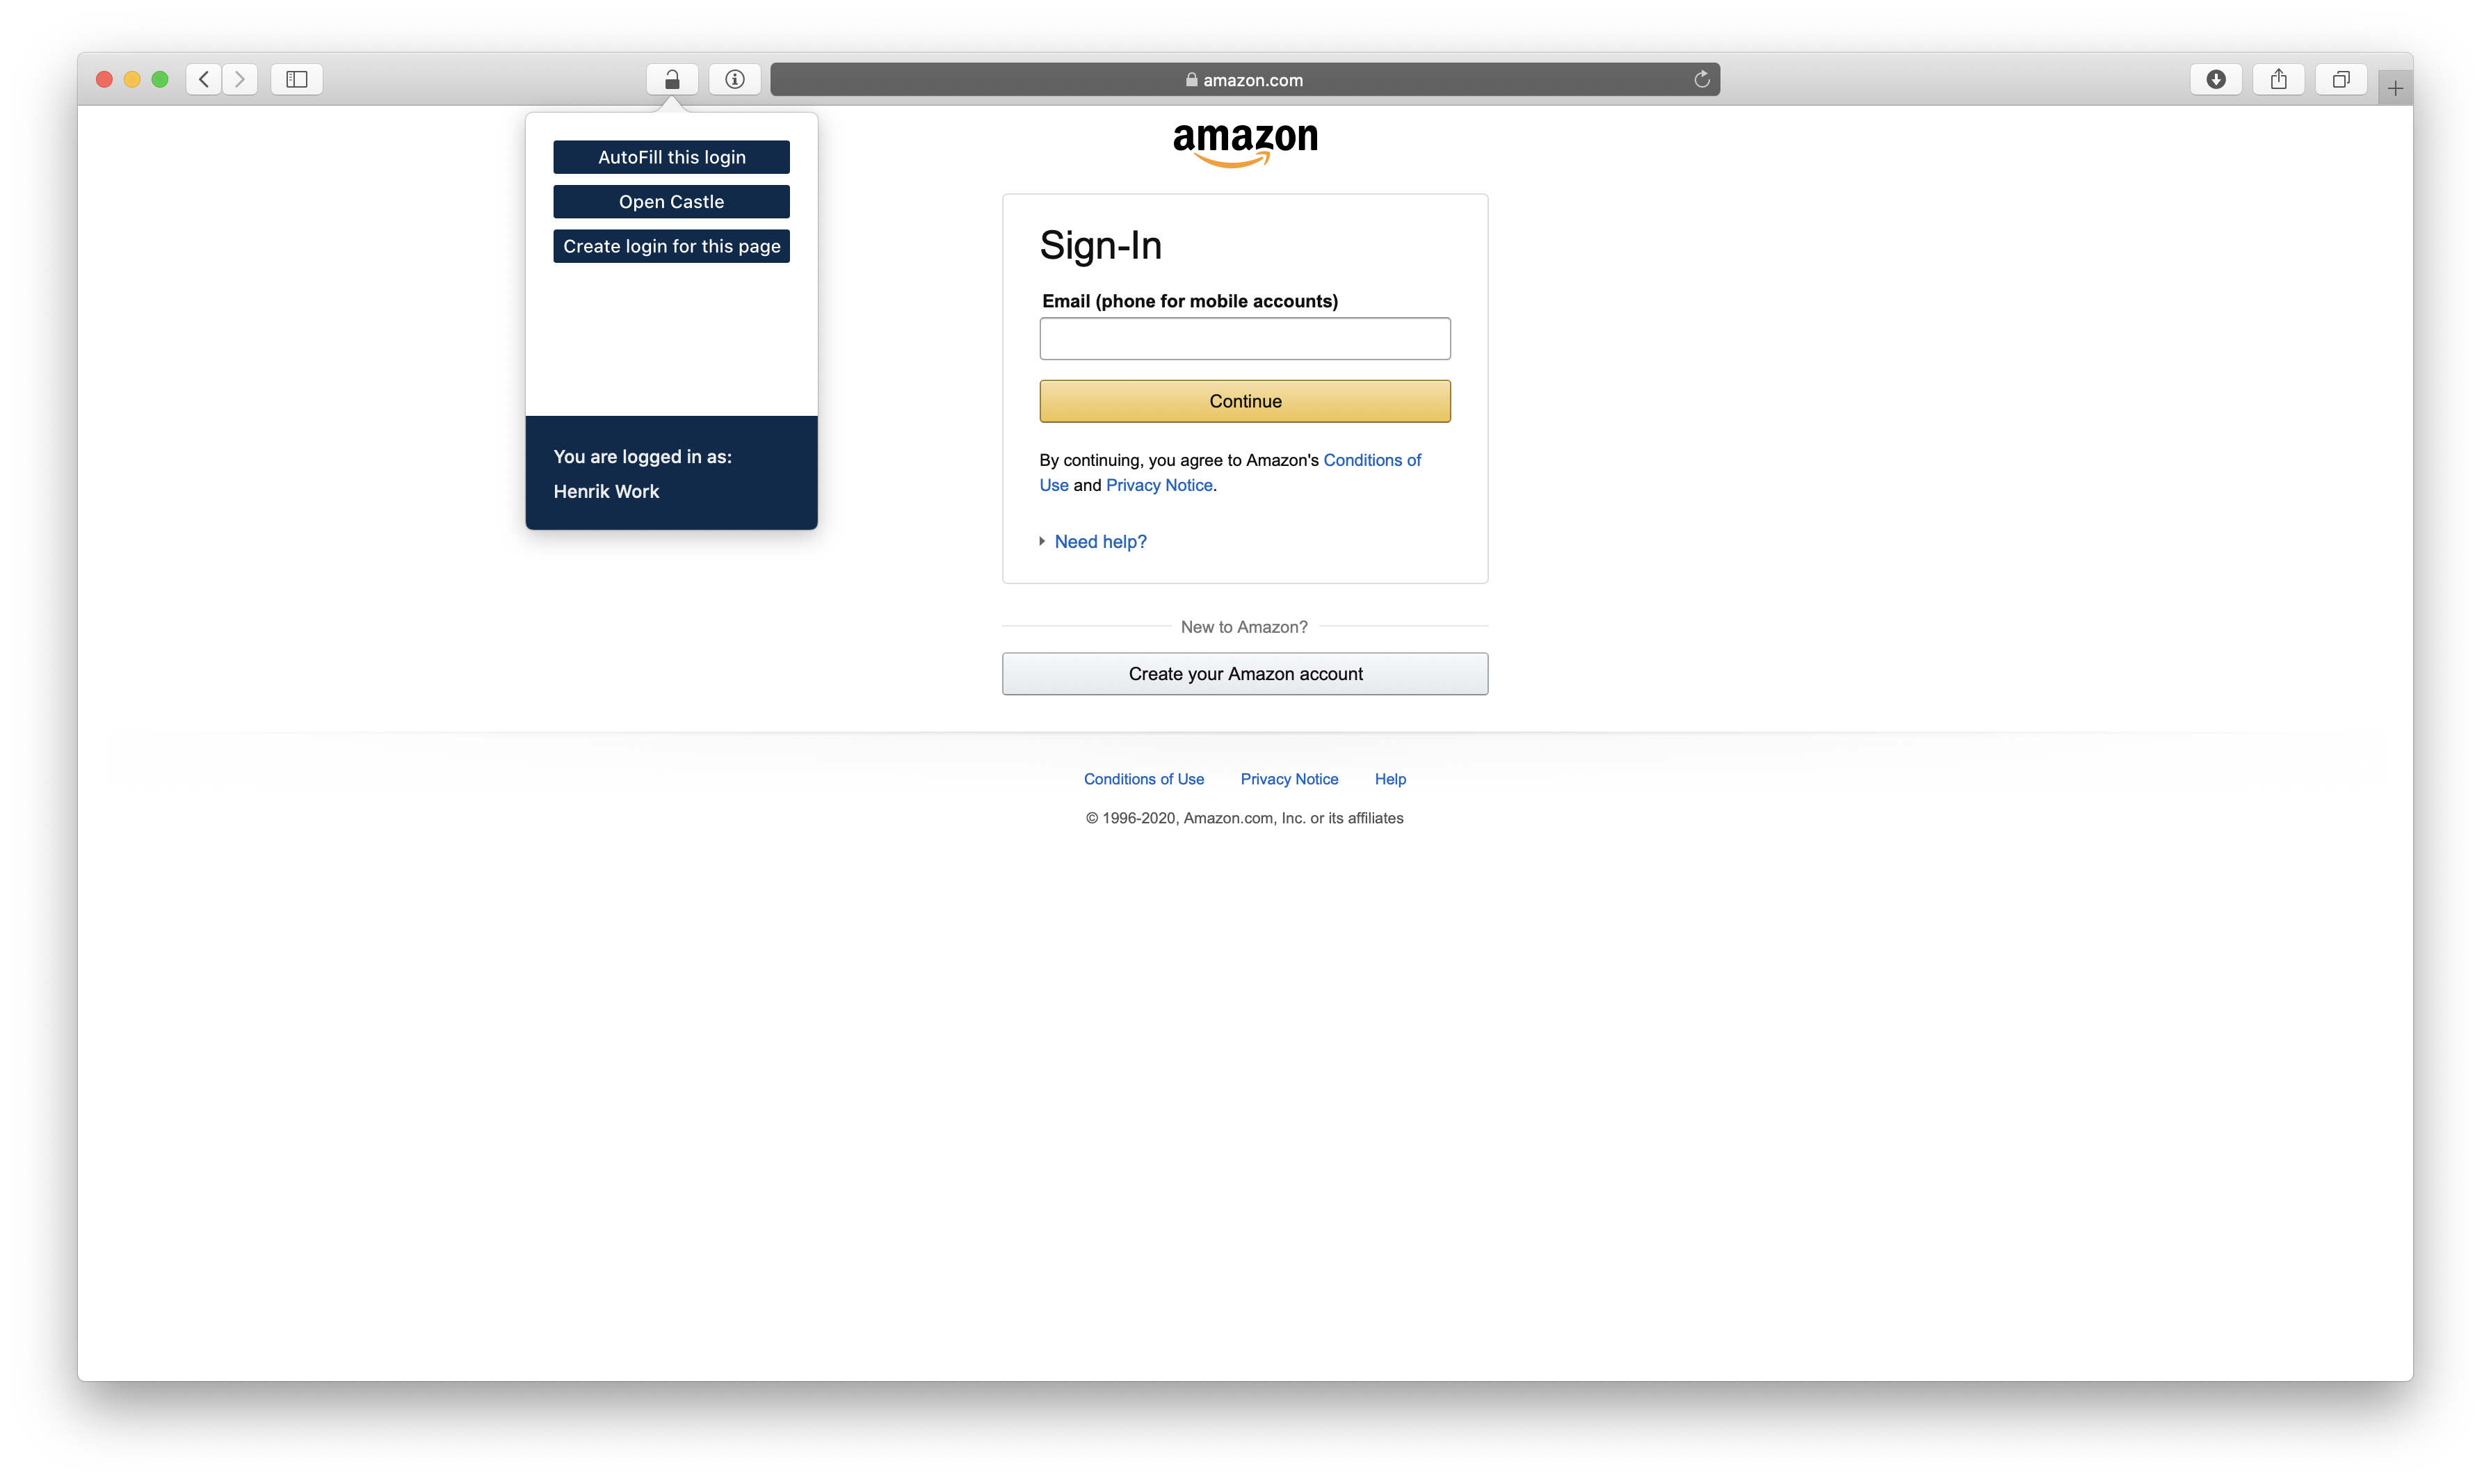 amazon.com
AutoFill this login
Open Castle
Create login for this page
You are logged in as:
Henrik Work
amazon
Sign-In
Email (phone for mobile accounts)
Continue
By continuing, you agree to Amazon's Conditions of
Use and Privacy Notice.
Need help?
New to Amazon?
Create your Amazon account
Conditions of Use Privacy Notice Help
© 1996-2020, Amazon.com, Inc. or its affiliates